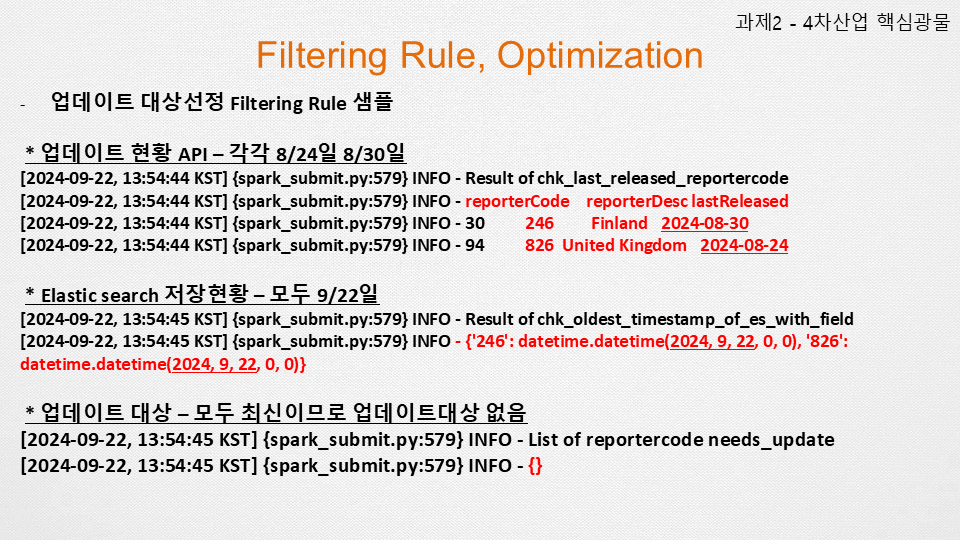 과제2 - 4차산업 핵심광물
Filtering Rule, Optimization
- 업데이트 대상선정 Filtering Rule 샘플
* 업데이트 현황 API – 각각 8/24일 8/30일
[2024-09-22, 13:54:44 KST] {spark_submit.py:579} INFO - Result of chk_last_released_reportercode
[2024-09-22, 13:54:44 KST] {spark_submit.py:579} INFO - reporterCode reporterDesc lastReleased
[2024-09-22, 13:54:44 KST] {spark_submit.py:579} INFO - 30 246 Finland 2024-08-30
[2024-09-22, 13:54:44 KST] {spark_submit.py:579} INFO - 94 826 United Kingdom 2024-08-24
* Elastic search 저장현황 – 모두 9/22일
[2024-09-22, 13:54:45 KST] {spark_submit.py:579} INFO - Result of chk_oldest_timestamp_of_es_with_field
[2024-09-22, 13:54:45 KST] {spark_submit.py:579} INFO - {'246': datetime.datetime(2024, 9, 22, 0, 0), '826':
datetime.datetime(2024, 9, 22, 0, 0)}
* 업데이트 대상 – 모두 최신이므로 업데이트대상 없음
[2024-09-22, 13:54:45 KST] {spark_submit.py:579} INFO - List of reportercode needs_update
[2024-09-22, 13:54:45 KST] {spark_submit.py:579} INFO - {}